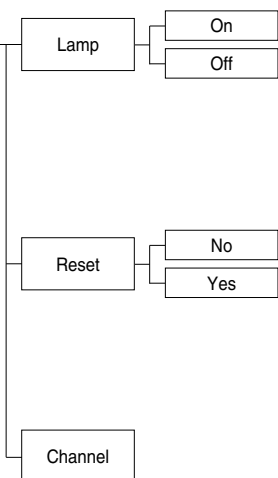 Lamp
On
Off
Reset
No
Yes
Channel